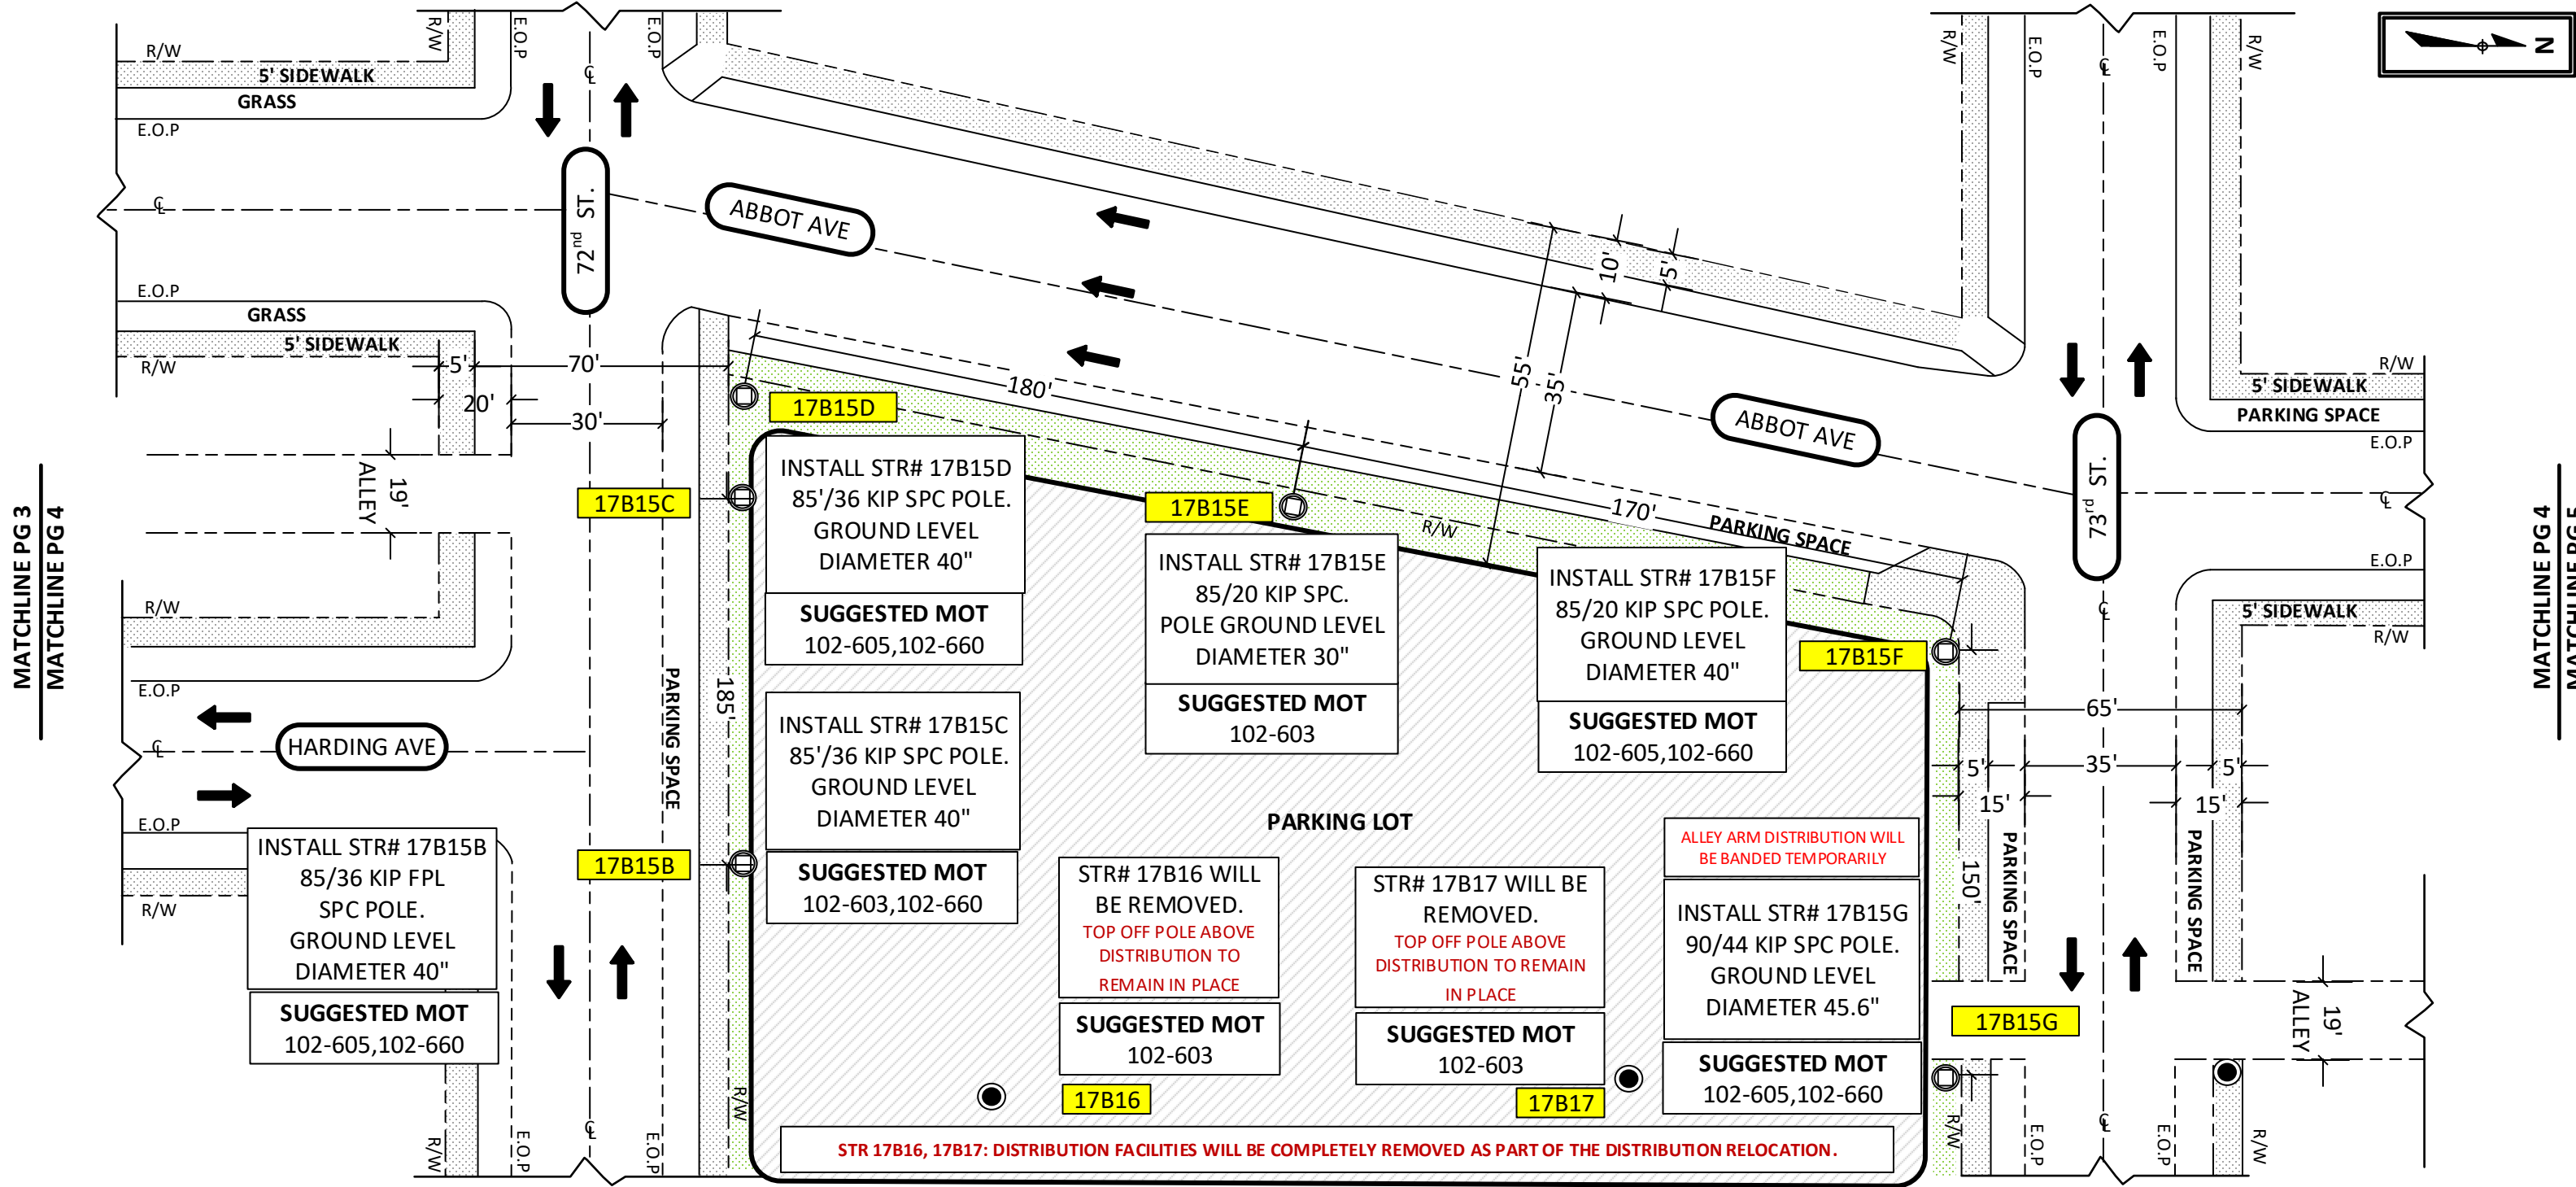 R/W
5' SIDEWALK
GRASS
E.O.P
R/W
E.O.P
℄
E.O.P
R/W
E.O.P
℄
E.O.P
R/W
N
℄
72nd ST.
ABBOT AVE
10'
5'
E.O.P
GRASS
5' SIDEWALK
R/W
5'
70'
20'
30'
180'
55'
35'
ABBOT AVE
73rd ST.
R/W
5' SIDEWALK
PARKING SPACE
E.O.P
℄
E.O.P
5' SIDEWALK
R/W
℄
MATCHLINE PG 3
MATCHLINE PG 4
MATCHLINE PG 4
MATCHLINE PG 5
ALLEY
19'
17B15D
17B15C
17B15E
R/W
170'
PARKING SPACE
INSTALL STR# 17B15D
85'/36 KIP SPC POLE.
GROUND LEVEL
DIAMETER 40"
SUGGESTED MOT
102-605,102-660
INSTALL STR# 17B15E
85/20 KIP SPC.
POLE GROUND LEVEL
DIAMETER 30"
SUGGESTED MOT
102-603
INSTALL STR# 17B15F
85/20 KIP SPC POLE.
GROUND LEVEL
DIAMETER 40"
SUGGESTED MOT
102-605,102-660
17B15F
R/W
E.O.P
℄
HARDING AVE
E.O.P
R/W
PARKING SPACE
185'
INSTALL STR# 17B15C
85'/36 KIP SPC POLE.
GROUND LEVEL
DIAMETER 40"
SUGGESTED MOT
102-603,102-660
65'
5'
35'
5'
15'
15'
PARKING LOT
17B15B
INSTALL STR# 17B15B
85/36 KIP FPL
SPC POLE.
GROUND LEVEL
DIAMETER 40"
SUGGESTED MOT
102-605,102-660
STR# 17B16 WILL
BE REMOVED.
TOP OFF POLE ABOVE
DISTRIBUTION TO
REMAIN IN PLACE
SUGGESTED MOT
102-603
17B16
STR# 17B17 WILL BE
REMOVED.
TOP OFF POLE ABOVE
DISTRIBUTION TO REMAIN
IN PLACE
SUGGESTED MOT
102-603
17B17
ALLEY ARM DISTRIBUTION WILL
BE BANDED TEMPORARILY
INSTALL STR# 17B15G
90/44 KIP SPC POLE.
GROUND LEVEL
DIAMETER 45.6"
SUGGESTED MOT
102-605,102-660
150'
PARKING SPACE
PARKING SPACE
17B15G
ALLEY
19'
STR 17B16, 17B17: DISTRIBUTION FACILITIES WILL BE COMPLETELY REMOVED AS PART OF THE DISTRIBUTION RELOCATION.
R/W
E.O.P
℄
E.O.P
R/W
R/W
E.O.P
℄
E.O.P
R/W